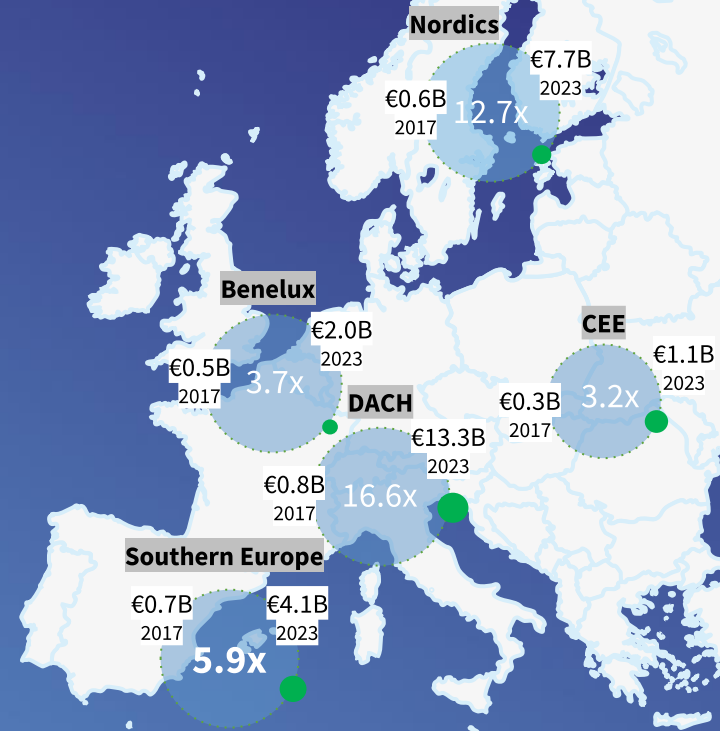 Nordics
€7.7B
2023
€0.6B
2017
12.7x
Benelux
€2.0B
2023
€0.5B
2017
3.7x
CEE
€1.1B
2023
€0.3B
2017
3.2x
DACH
€13.3B
2023
€0.8B
2017
16.6x
Southern Europe
€0.7B
2017
€4.1B
2023
5.9x